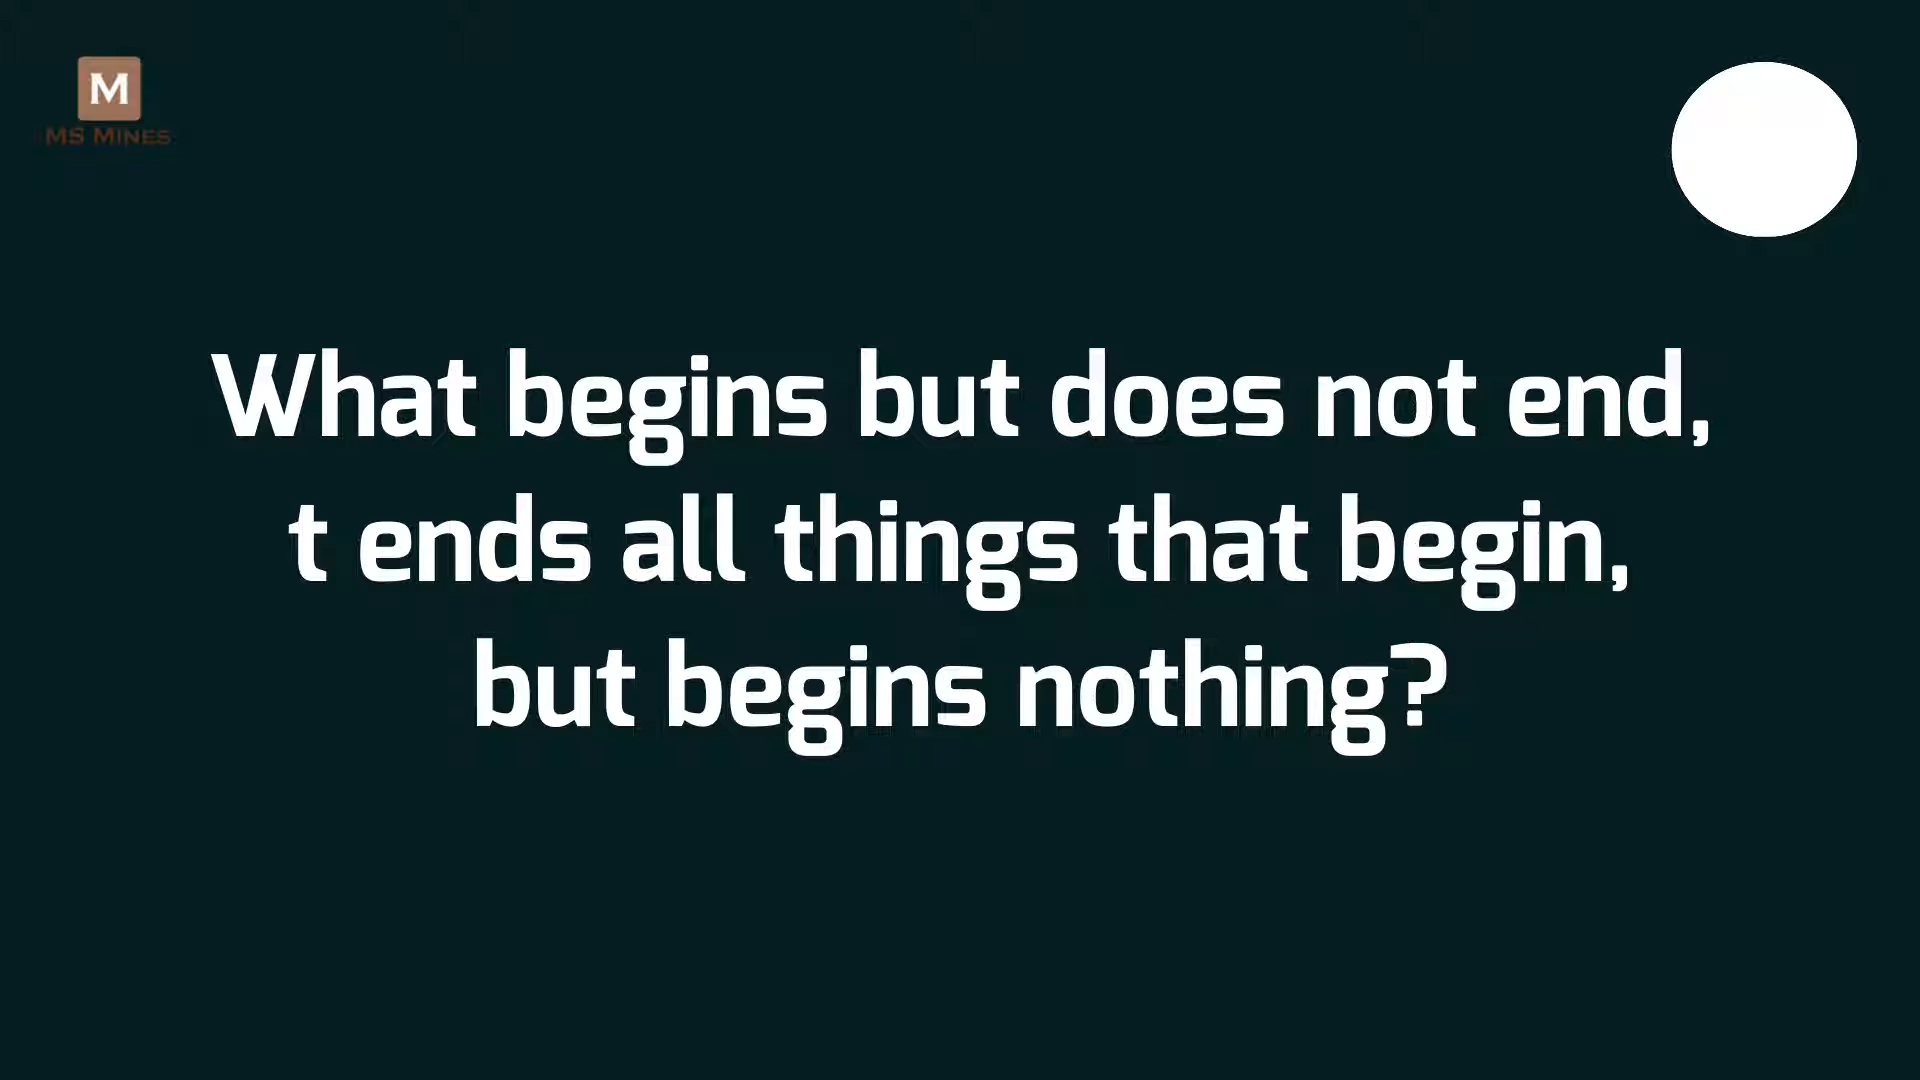 M
MS MINES
What begins but does not end,
t ends all things that begin,
but begins nothing?